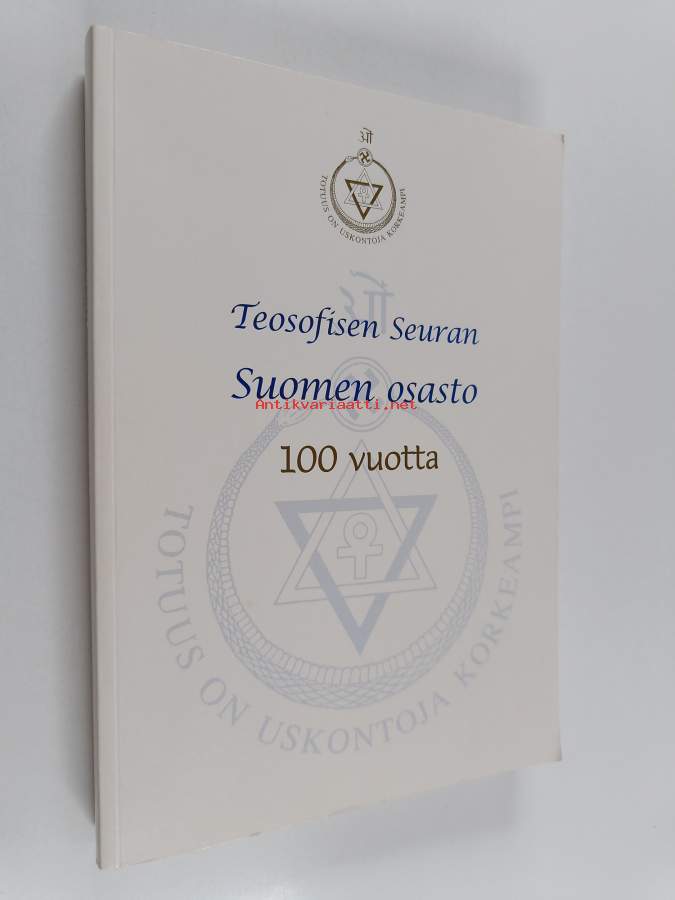 ओं
TOTUUS ON USKONTOJA KORKEAMPI
Teosofisen Seuran
Suomen osasto
Antikvariaatti.net
100 vuotta
TOTUUS ON USKONTOJA KORKEAMPI